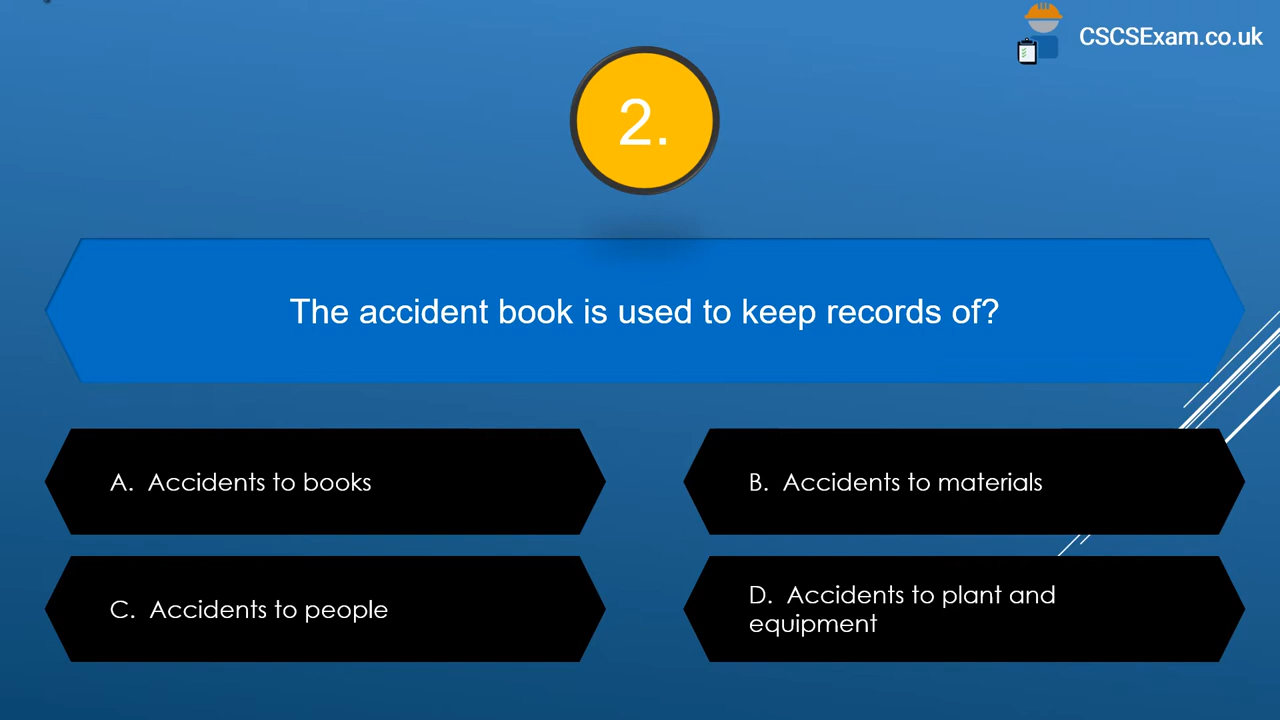 CSCSExam.co.uk
2.
The accident book is used to keep records of?
A. Accidents to books
B. Accidents to materials
C. Accidents to people
D. Accidents to plant and
equipment